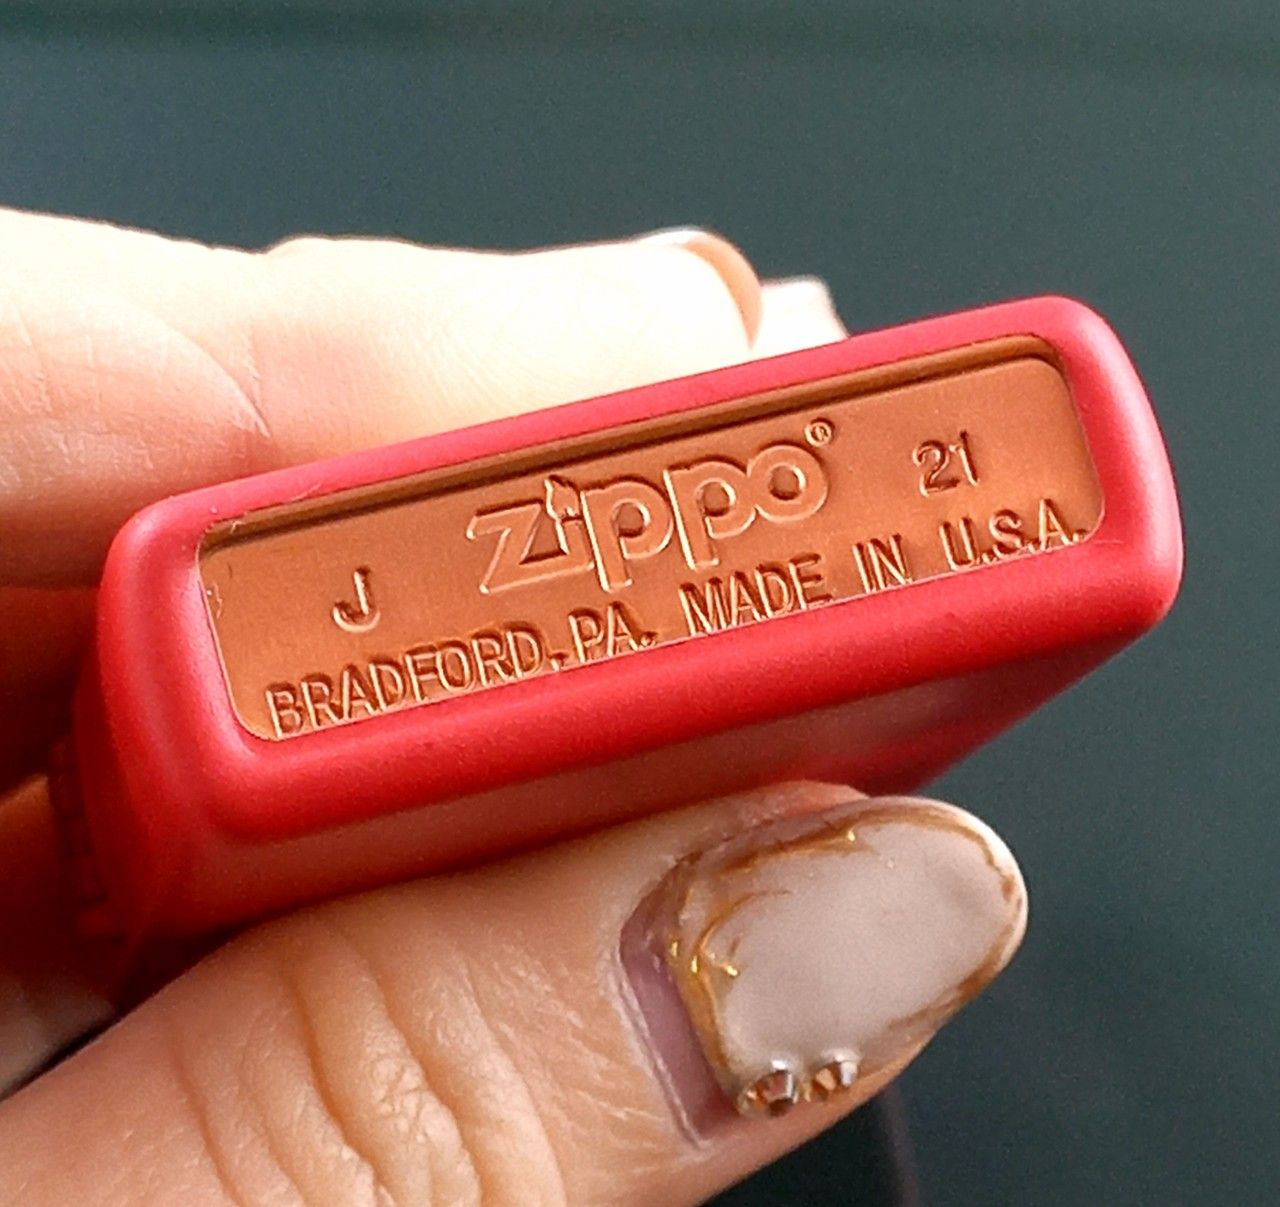 J zippo® 21
BRADFORD, PA. MADE IN U.S.A.